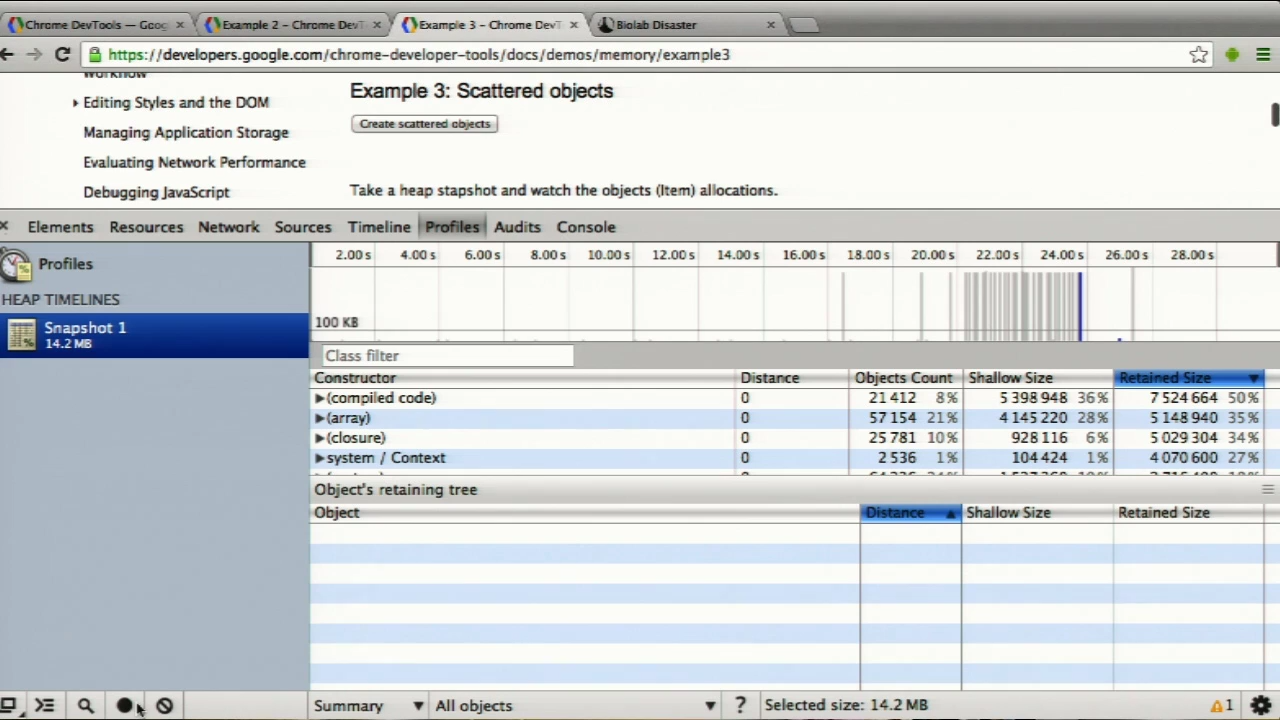 Chrome DevTools — Goog
Example 2 - Chrome DevT
Example 3 - Chrome DevT
Biolab Disaster
https://developers.google.com/chrome-developer-tools/docs/demos/memory/example3
Workflow
Editing Styles and the DOM
Managing Application Storage
Evaluating Network Performance
Debugging JavaScript
Example 3: Scattered objects
Create scattered objects
Take a heap stapshot and watch the objects (Item) allocations.
Elements Resources Network Sources Timeline Profiles Audits Console
Profiles
HEAP TIMELINES
Snapshot 1
14.2 MB
2.00 s 4.00 s 6.00 s 8.00 s 10.00 s 12.00 s 14.00 s 16.00 s 18.00 s 20.00 s 22.00 s 24.00 s 26.00 s 28.00 s
100 KB
Class filter
Constructor Distance Objects Count Shallow Size Retained Size
(compiled code) 0 21 412 8% 5 398 948 36% 7 524 664 50%
(array) 0 57 154 21% 4 145 220 28% 5 148 940 35%
(closure) 0 25 781 10% 928 116 6% 5 029 304 34%
system / Context 0 2 536 1% 104 424 1% 4 070 600 27%
Object's retaining tree
Object Distance Shallow Size Retained Size
Summary All objects ? Selected size: 14.2 MB 1